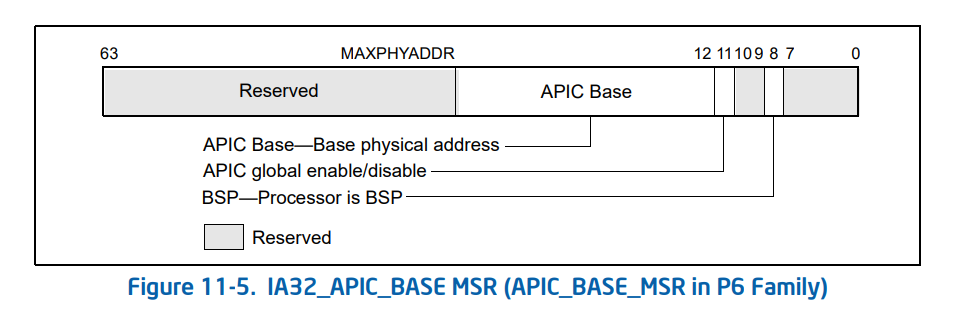 63 MAXPHYADDR 12 11 10 9 8 7 0
Reserved APIC Base
APIC Base—Base physical address
APIC global enable/disable
BSP—Processor is BSP
Reserved
Figure 11-5. IA32_APIC_BASE MSR (APIC_BASE_MSR in P6 Family)